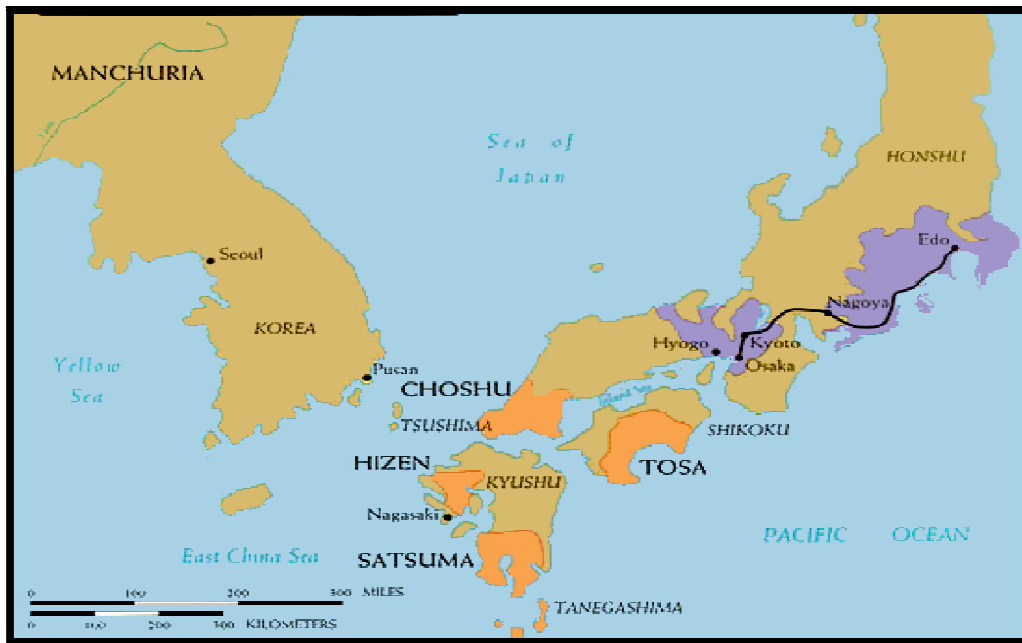 MANCHURIA
Sea of
Japan
HONSHU
Edo
Seoul
Nagoya
KOREA
Hyogo
Kyoto
Osaka
Yellow
Sea
Pusan
CHOSHU
Inland Sea
TSUSHIMA
SHIKOKU
HIZEN
KYUSHU
TOSA
Nagasaki
PACIFIC OCEAN
East China Sea
SATSUMA
0 100 200 300 MILES
TANEGASHIMA
0 100 200 300 KILOMETERS